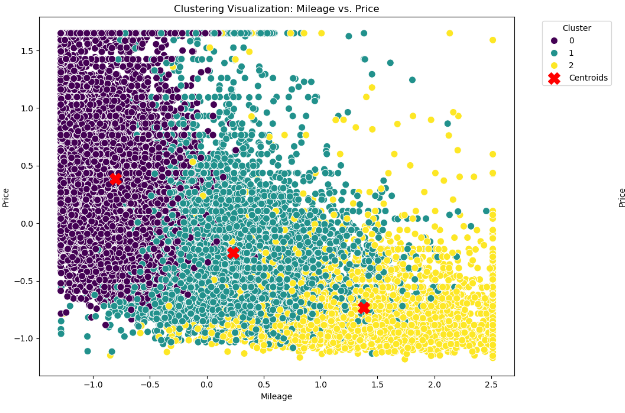 Clustering Visualization: Mileage vs. Price
Cluster
0
1
2
Centroids
1.5
1.0
0.5
0.0
−0.5
−1.0
Price
−1.0 −0.5 0.0 0.5 1.0 1.5 2.0 2.5
Mileage
Price